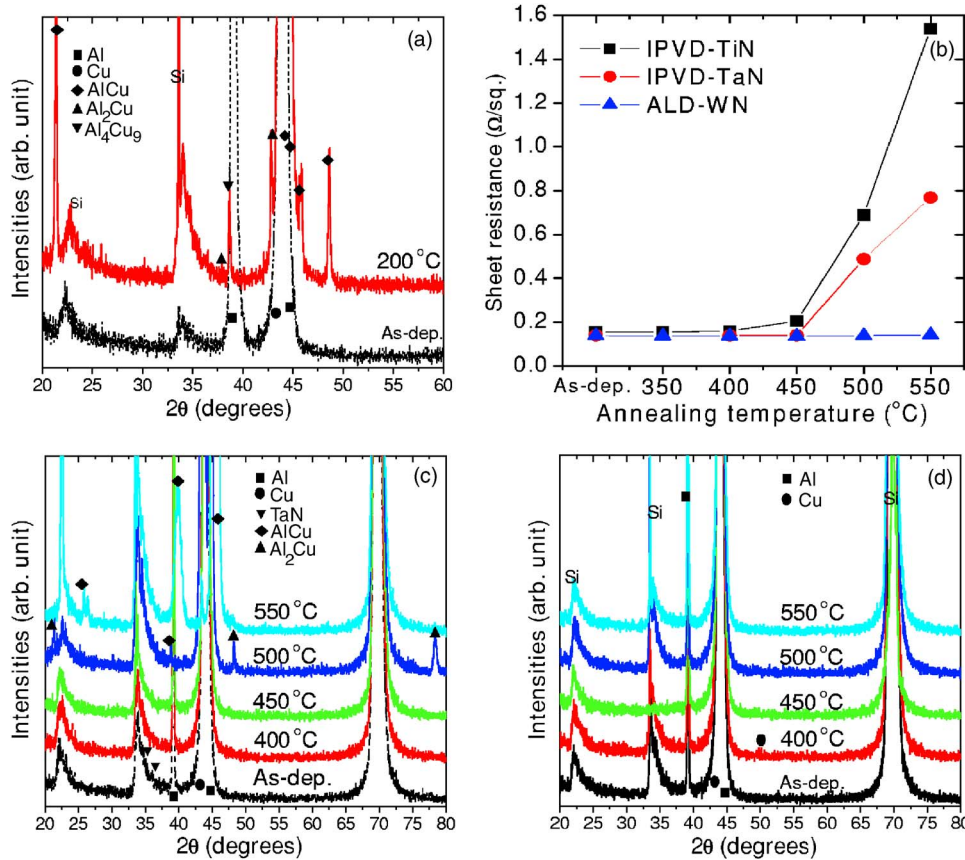 (a)
Al
Cu
AlCu
Al2Cu
Al4Cu9
Si
Si
200°C
As-dep.
Intensities (arb. unit)
20 25 30 35 40 45 50 55 60
2θ (degrees)
(b)
IPVD-TiN
IPVD-TaN
ALD-WN
Sheet resistance (Ω/sq.)
1.6
1.4
1.2
1.0
0.8
0.6
0.4
0.2
0.0
As-dep. 350 400 450 500 550
Annealing temperature (°C)
(c)
Al
Cu
TaN
AlCu
Al2Cu
550°C
500°C
450°C
400°C
As-dep.
Intensities (arb. unit)
20 25 30 35 40 45 50 55 60 65 70 75 80
2θ (degrees)
(d)
Al
Cu
Si
Si
Si
550°C
500°C
450°C
400°C
As-dep.
Intensities (arb. unit)
20 25 30 35 40 45 50 55 60 65 70 75 80
2θ (degrees)